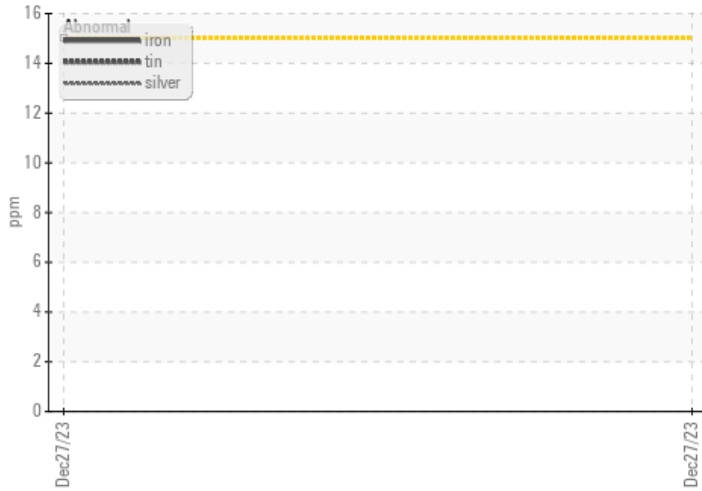 16
14
12
10
8
6
4
2
0
ppm
Abnormal
iron
tin
silver
Dec27/23
Dec27/23